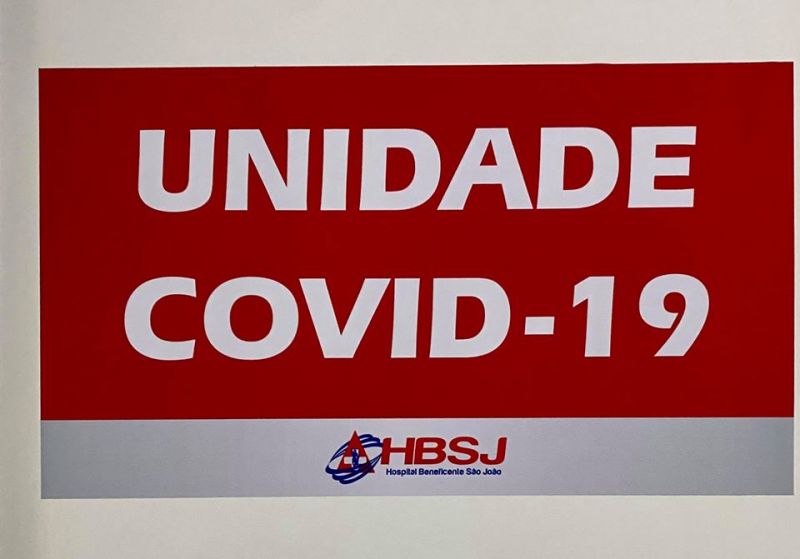 UNIDADE
COVID-19
HBSJ
Hospital Beneficente São João